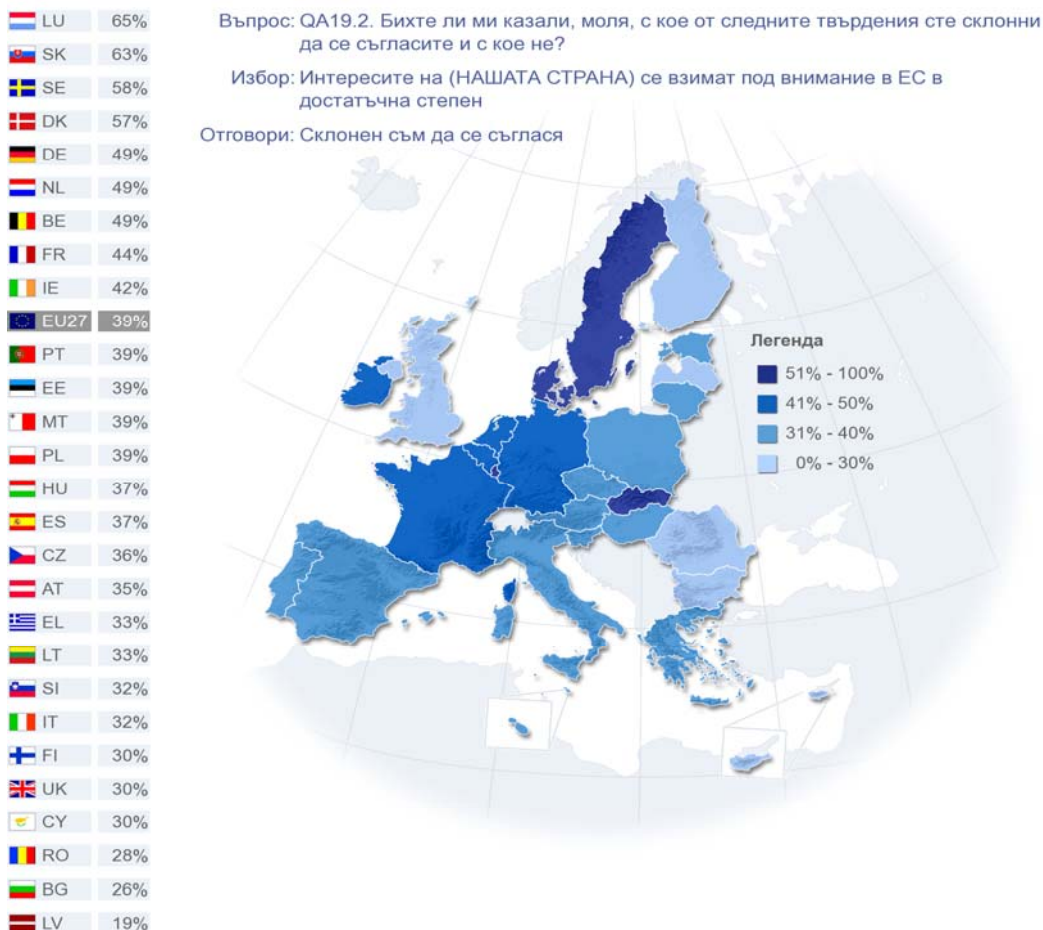 Въпрос: QA19.2. Бихте ли ми казали, моля, с кое от следните твърдения сте склонни
да се съгласите и с кое не?
Избор: Интересите на (НАШАТА СТРАНА) се взимат под внимание в ЕС в
достатъчна степен
Отговори: Склонен съм да се съглася
LU 65%
SK 63%
SE 58%
DK 57%
DE 49%
NL 49%
BE 49%
FR 44%
IE 42%
EU27 39%
PT 39%
EE 39%
MT 39%
PL 39%
HU 37%
ES 37%
CZ 36%
AT 35%
EL 33%
LT 33%
SI 32%
IT 32%
FI 30%
UK 30%
CY 30%
RO 28%
BG 26%
LV 19%
Легенда
51% - 100%
41% - 50%
31% - 40%
0% - 30%